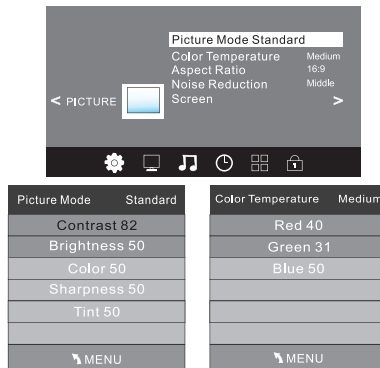 Picture Mode Standard
Color Temperature Medium
Aspect Ratio 16:9
Noise Reduction Middle
< PICTURE Screen >
Picture Mode Standard
Contrast 82
Brightness 50
Color 50
Sharpness 50
Tint 50
MENU
Color Temperature Medium
Red 40
Green 31
Blue 50
MENU